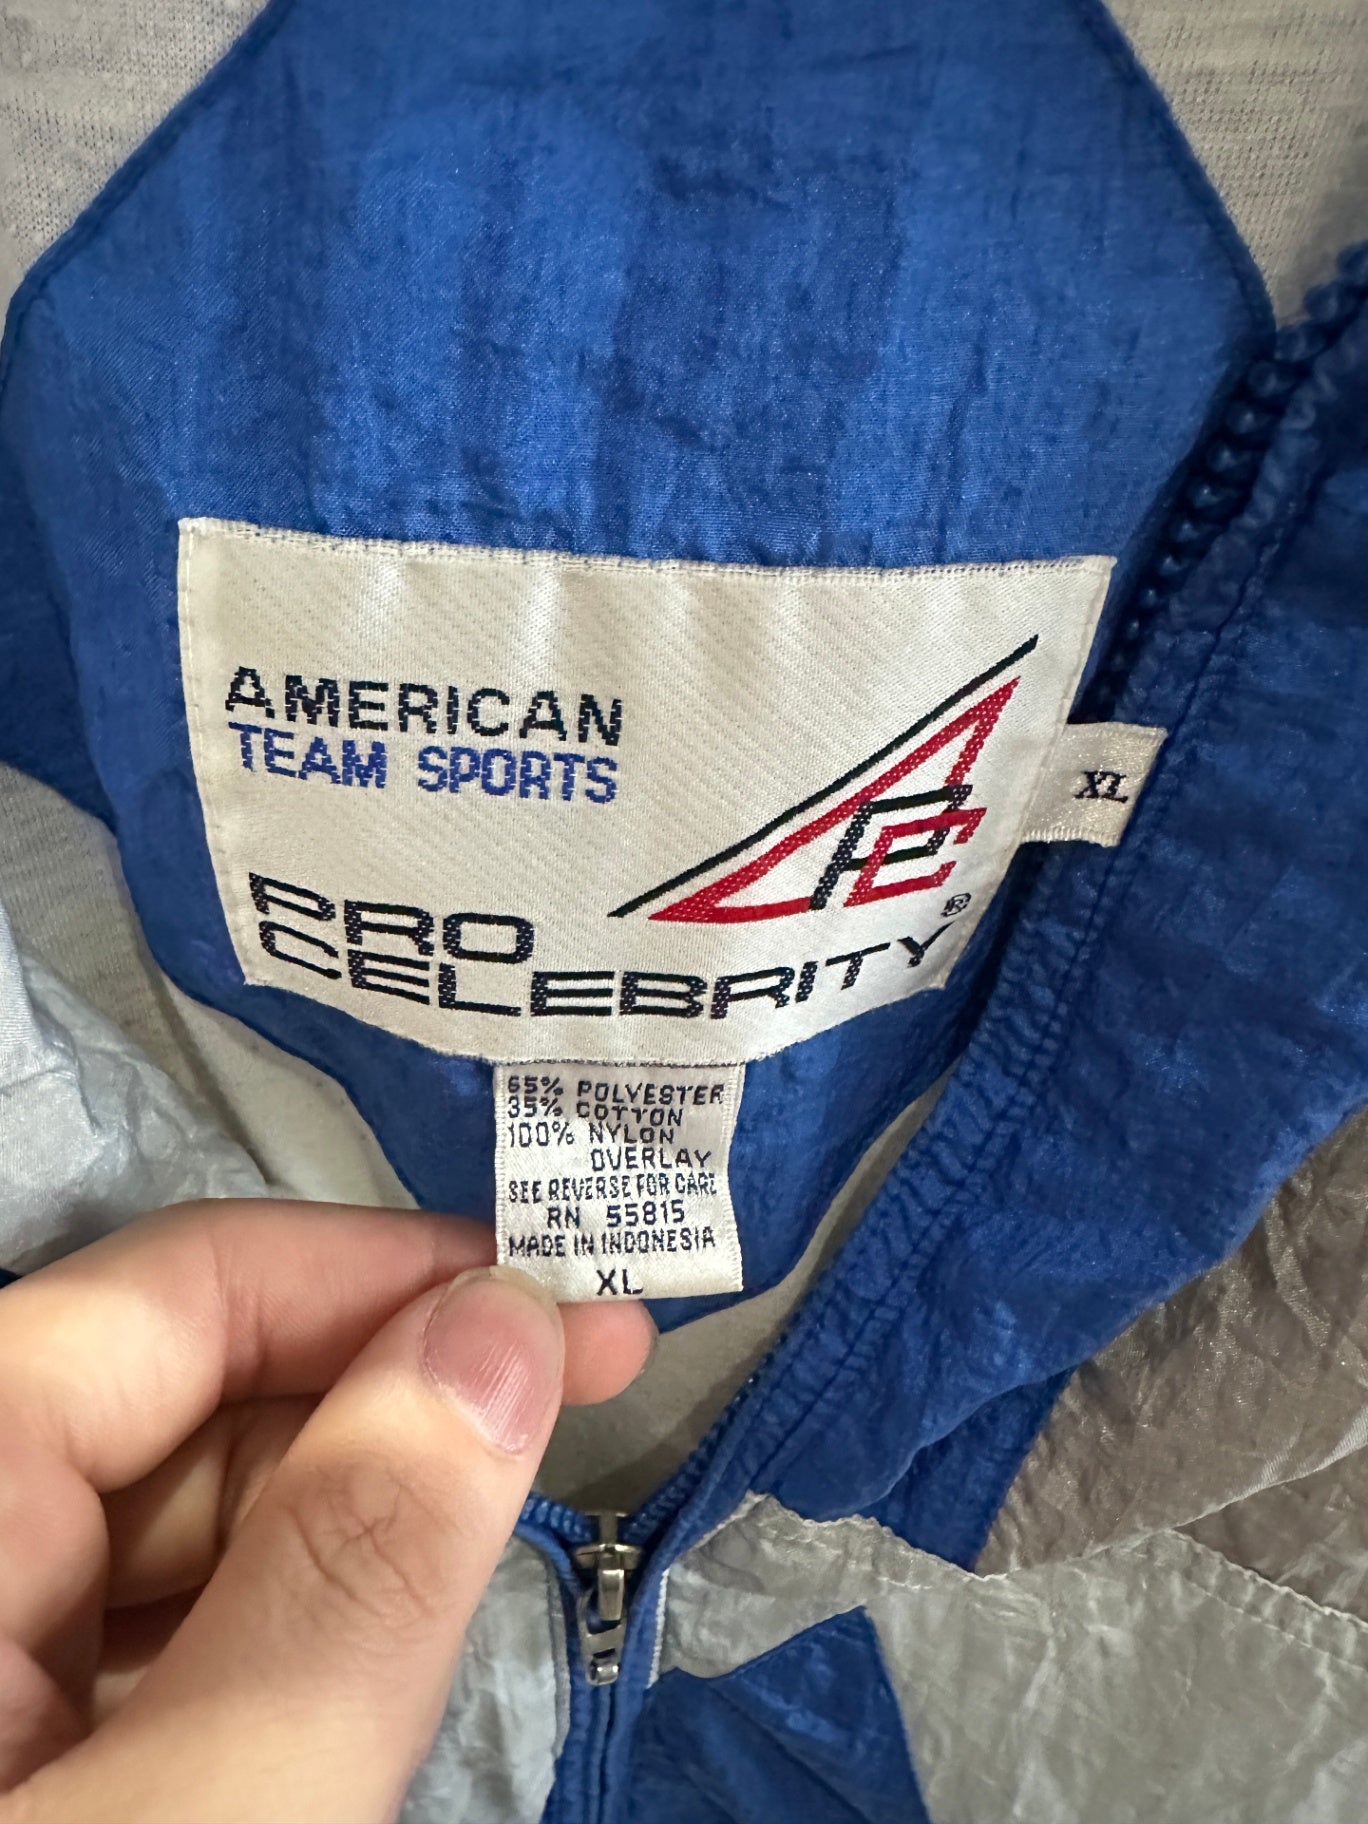 AMERICAN
TEAM SPORTS
PC
®
PRO
CELEBRITY
XL
65% POLYESTER
35% COTTON
100% NYLON
OVERLAY
SEE REVERSE FOR CARE
RN 55815
MADE IN INDONESIA
XL